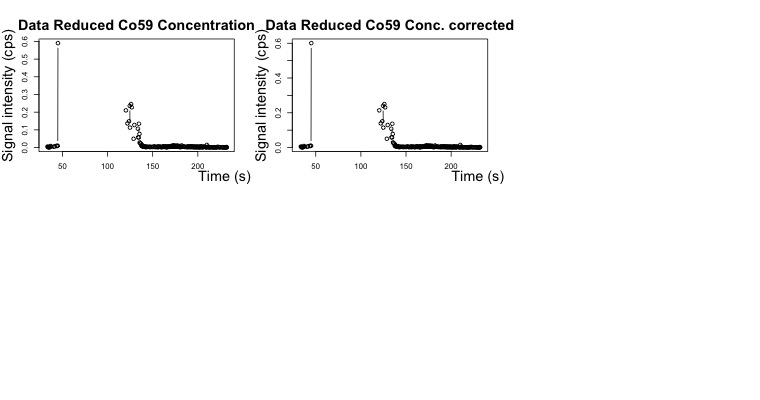 Data Reduced Co59 Concentration
Signal intensity (cps)
0.0 0.1 0.2 0.3 0.4 0.5 0.6
50 100 150 200
Time (s)
Data Reduced Co59 Conc. corrected
Signal intensity (cps)
0.0 0.2 0.4 0.6
50 100 150 200
Time (s)